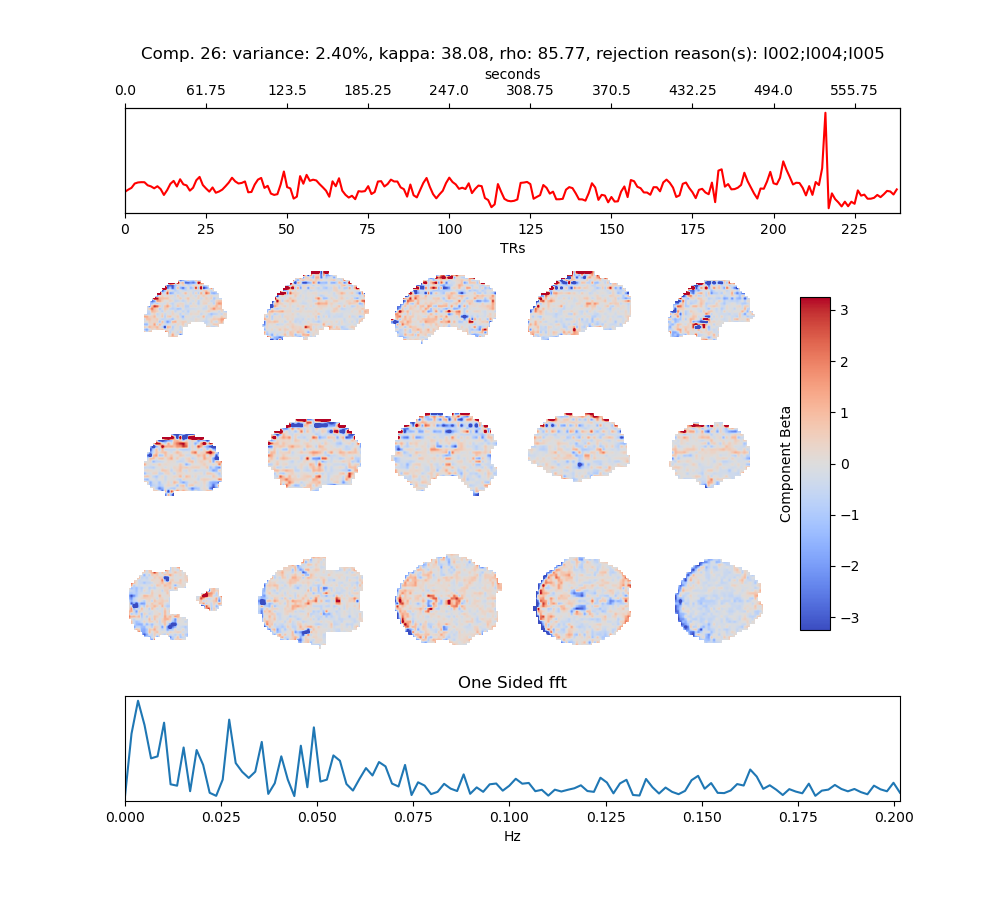 Comp. 26: variance: 2.40%, kappa: 38.08, rho: 85.77, rejection reason(s): I002;I004;I005
seconds
0.0 61.75 123.5 185.25 247.0 308.75 370.5 432.25 494.0 555.75
0 25 50 75 100 125 150 175 200 225
TRs
3
2
1
0
−1
−2
−3
Component Beta
One Sided fft
0.000 0.025 0.050 0.075 0.100 0.125 0.150 0.175 0.200
Hz